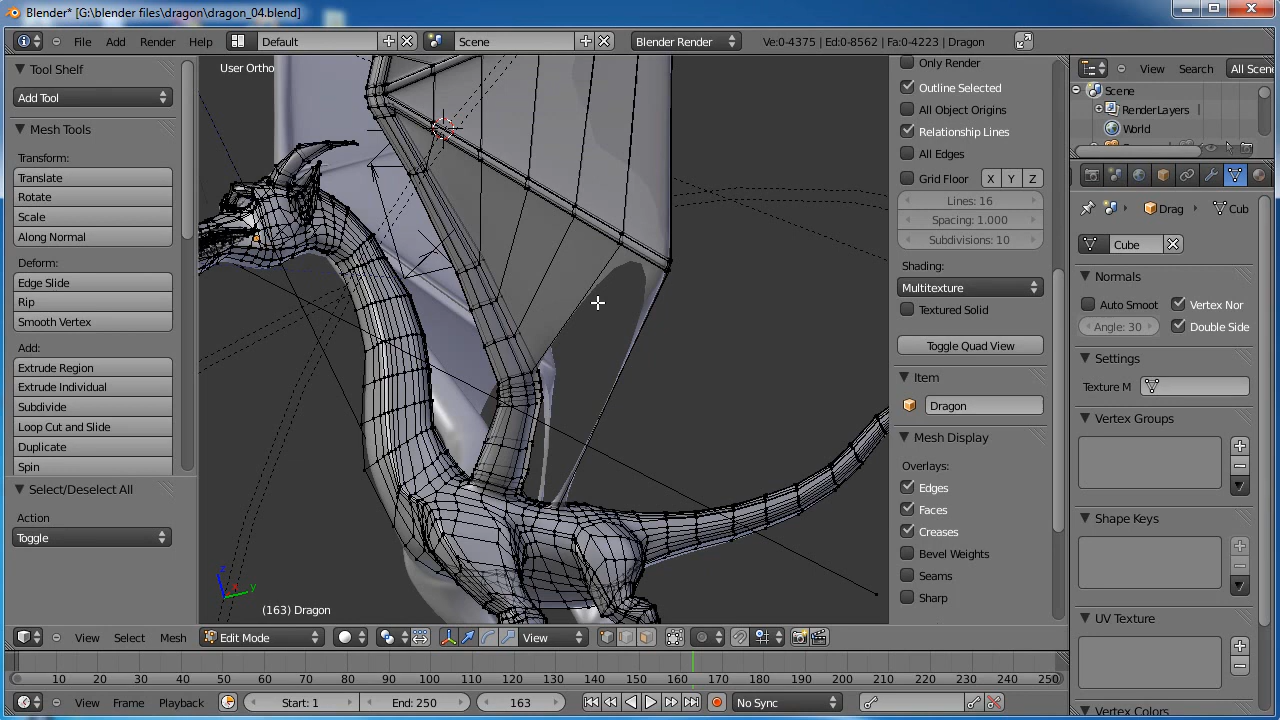 Blender* [G:\blender files\dragon\dragon_04.blend]
File Add Render Help Default Scene Blender Render Ve:0-4375 | Ed:0-8562 | Fa:0-4223 | Dragon
Tool Shelf
Add Tool
Mesh Tools
Transform:
Translate
Rotate
Scale
Along Normal
Deform:
Edge Slide
Rip
Smooth Vertex
Add:
Extrude Region
Extrude Individual
Subdivide
Loop Cut and Slide
Duplicate
Spin
Select/Deselect All
Action
Toggle
User Ortho
z
y
(163) Dragon
Only Render
Outline Selected
All Object Origins
Relationship Lines
All Edges
Grid Floor X Y Z
Lines: 16
Spacing: 1.000
Subdivisions: 10
Shading:
Multitexture
Textured Solid
Toggle Quad View
Item
Dragon
Mesh Display
Overlays:
Edges
Faces
Creases
Bevel Weights
Seams
Sharp
View Search All Scene
Scene
RenderLayers
World
Drag Cub
Cube
Normals
Auto Smoot Vertex Nor
Angle: 30 Double Side
Settings
Texture M
Vertex Groups
Shape Keys
UV Texture
Vertex Colors
View Select Mesh Edit Mode View
10 20 30 40 50 60 70 80 90 100 110 120 130 140 150 160 170 180 190 200 210 220 230 240 250
View Frame Playback Start: 1 End: 250 163 No Sync